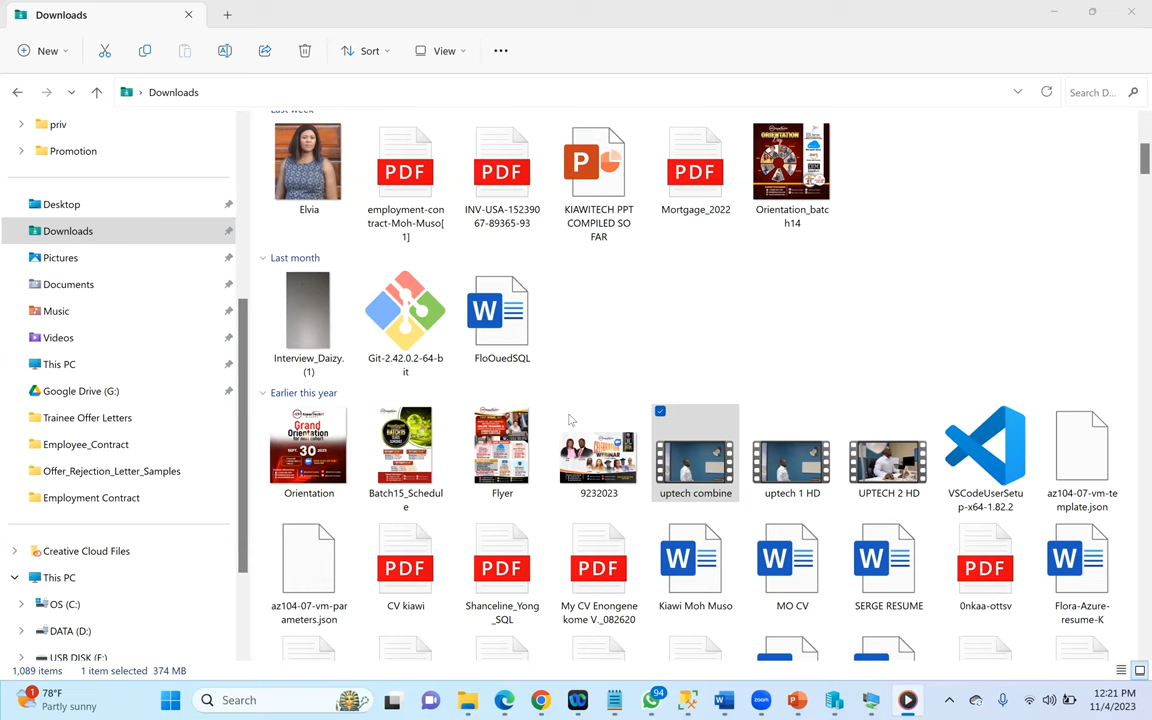 Downloads
New
Sort
View
Downloads
Search D...
priv
Promotion
Desktop
Downloads
Pictures
Documents
Music
Videos
This PC
Google Drive (G:)
Trainee Offer Letters
Employee_Contract
Offer_Rejection_Letter_Samples
Employment Contract
Creative Cloud Files
This PC
OS (C:)
DATA (D:)
USB DISK (E:)
Last week
PDF
PDF
P
PDF
ORIENTATION
Elvia
employment-con
tract-Moh-Muso[
1]
INV-USA-152390
67-89365-93
KIAWITECH PPT
COMPILED SO
FAR
Mortgage_2022
Orientation_batc
h14
Last month
W
Interview_Daizy.
(1)
Git-2.42.0.2-64-b
it
FloOuedSQL
Earlier this year
Grand
Orientation
SEPT. 30
BATCH15
Orientation
Batch15_Schedul
e
Flyer
9232023
uptech combine
uptech 1 HD
UPTECH 2 HD
VSCodeUserSetu
p-x64-1.82.2
az104-07-vm-te
mplate.json
PDF
PDF
PDF
W
W
W
PDF
W
az104-07-vm-par
ameters.json
CV kiawi
Shanceline_Yong
_SQL
My CV Enongene
kome V._082620
Kiawi Moh Muso
MO CV
SERGE RESUME
0nkaa-ottsv
Flora-Azure-
resume-K
1,089 items
1 item selected 374 MB
1
78°F
Partly sunny
Search
94
zoom
12:21 PM
11/4/2023